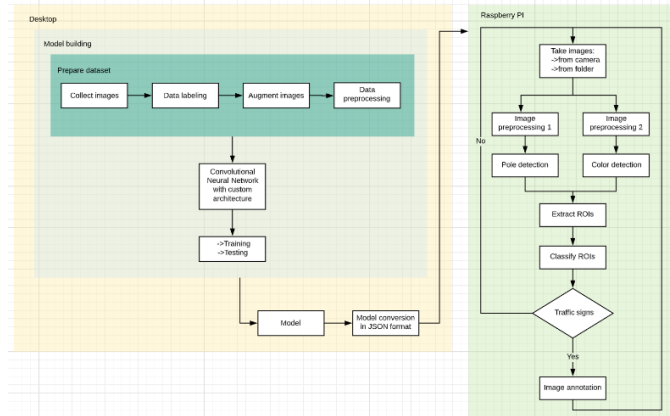 Desktop
Model building
Prepare dataset
Collect images
Data labeling
Augment images
Data
preprocessing
Convolutional
Neural Network
with custom
architecture
->Training
->Testing
Model
Model conversion
in JSON format
Raspberry PI
Take images:
->from camera
->from folder
Image
preprocessing 1
Image
preprocessing 2
No
Pole detection
Color detection
Extract ROIs
Classify ROIs
Traffic signs
Yes
Image annotation